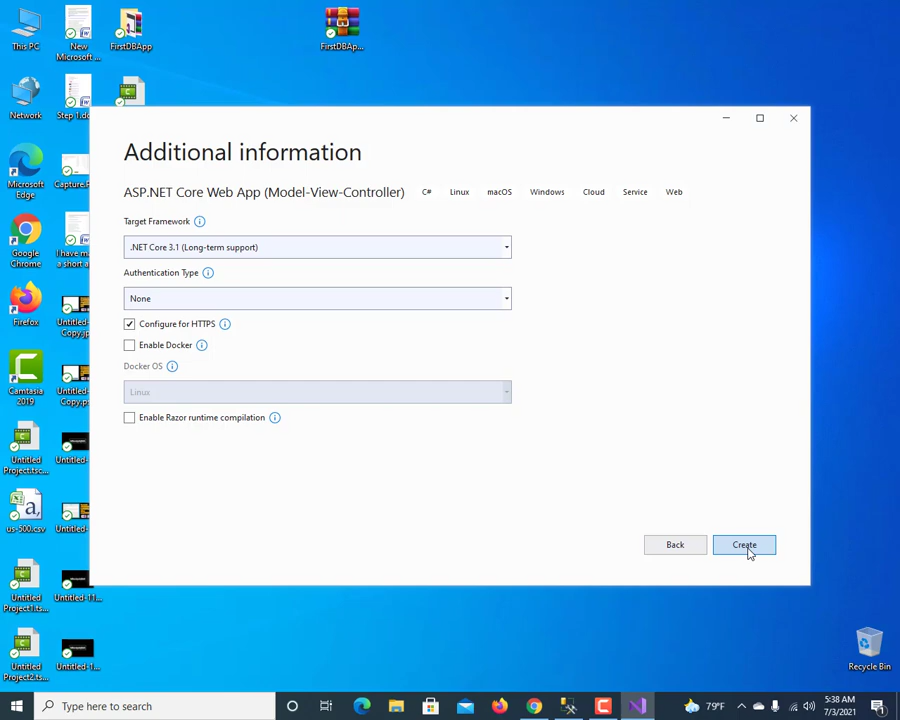 This PC
New
Microsoft ...
FirstDBApp
FirstDBAp...
Network
Step 1.do
Microsoft
Edge
Capture.P
Google
Chrome
I have m
a short a
Firefox
Untitled-
Copy.jp
Camtasia
2019
Untitled-
Copy.ps
Untitled
Project.tsc...
Untitled-
us-500.csv
Untitled-
Untitled
Project1.ts...
Untitled-11...
Untitled
Project2.ts...
Untitled-1...
Recycle Bin
Additional information
ASP.NET Core Web App (Model-View-Controller) C# Linux macOS Windows Cloud Service Web
Target Framework
.NET Core 3.1 (Long-term support)
Authentication Type
None
Configure for HTTPS
Enable Docker
Docker OS
Linux
Enable Razor runtime compilation
Back Create
Type here to search
79°F
5:38 AM
7/3/2021
1